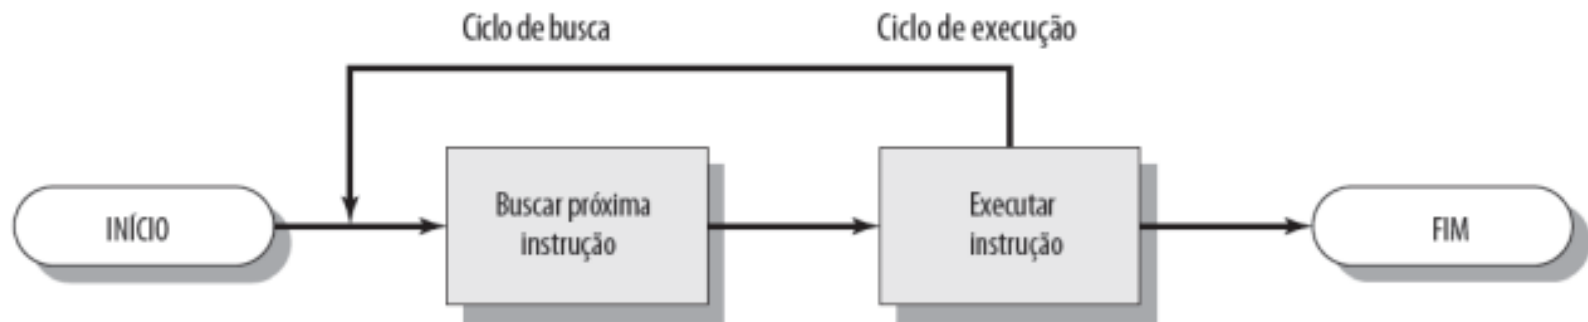 Ciclo de busca
Ciclo de execução
INÍCIO
Buscar próxima
instrução
Executar
instrução
FIM